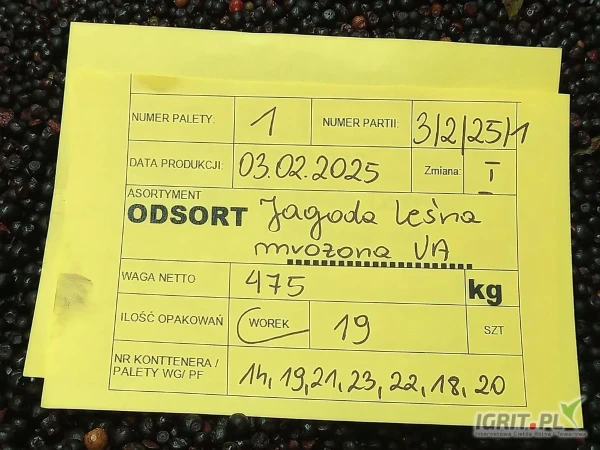 NUMER PALETY: 1 NUMER PARTII: 3/2/25/1
DATA PRODUKCJI: 03.02.2025 Zmiana: I
ASORTYMENT
ODSORT Jagoda leśna
mrożona VA
WAGA NETTO 475 kg
ILOŚĆ OPAKOWAŃ WOREK 19 SZT
NR KONTTENERA /
PALETY WG/ PF 14, 19, 21, 23, 22, 18, 20
IGRIT.PL